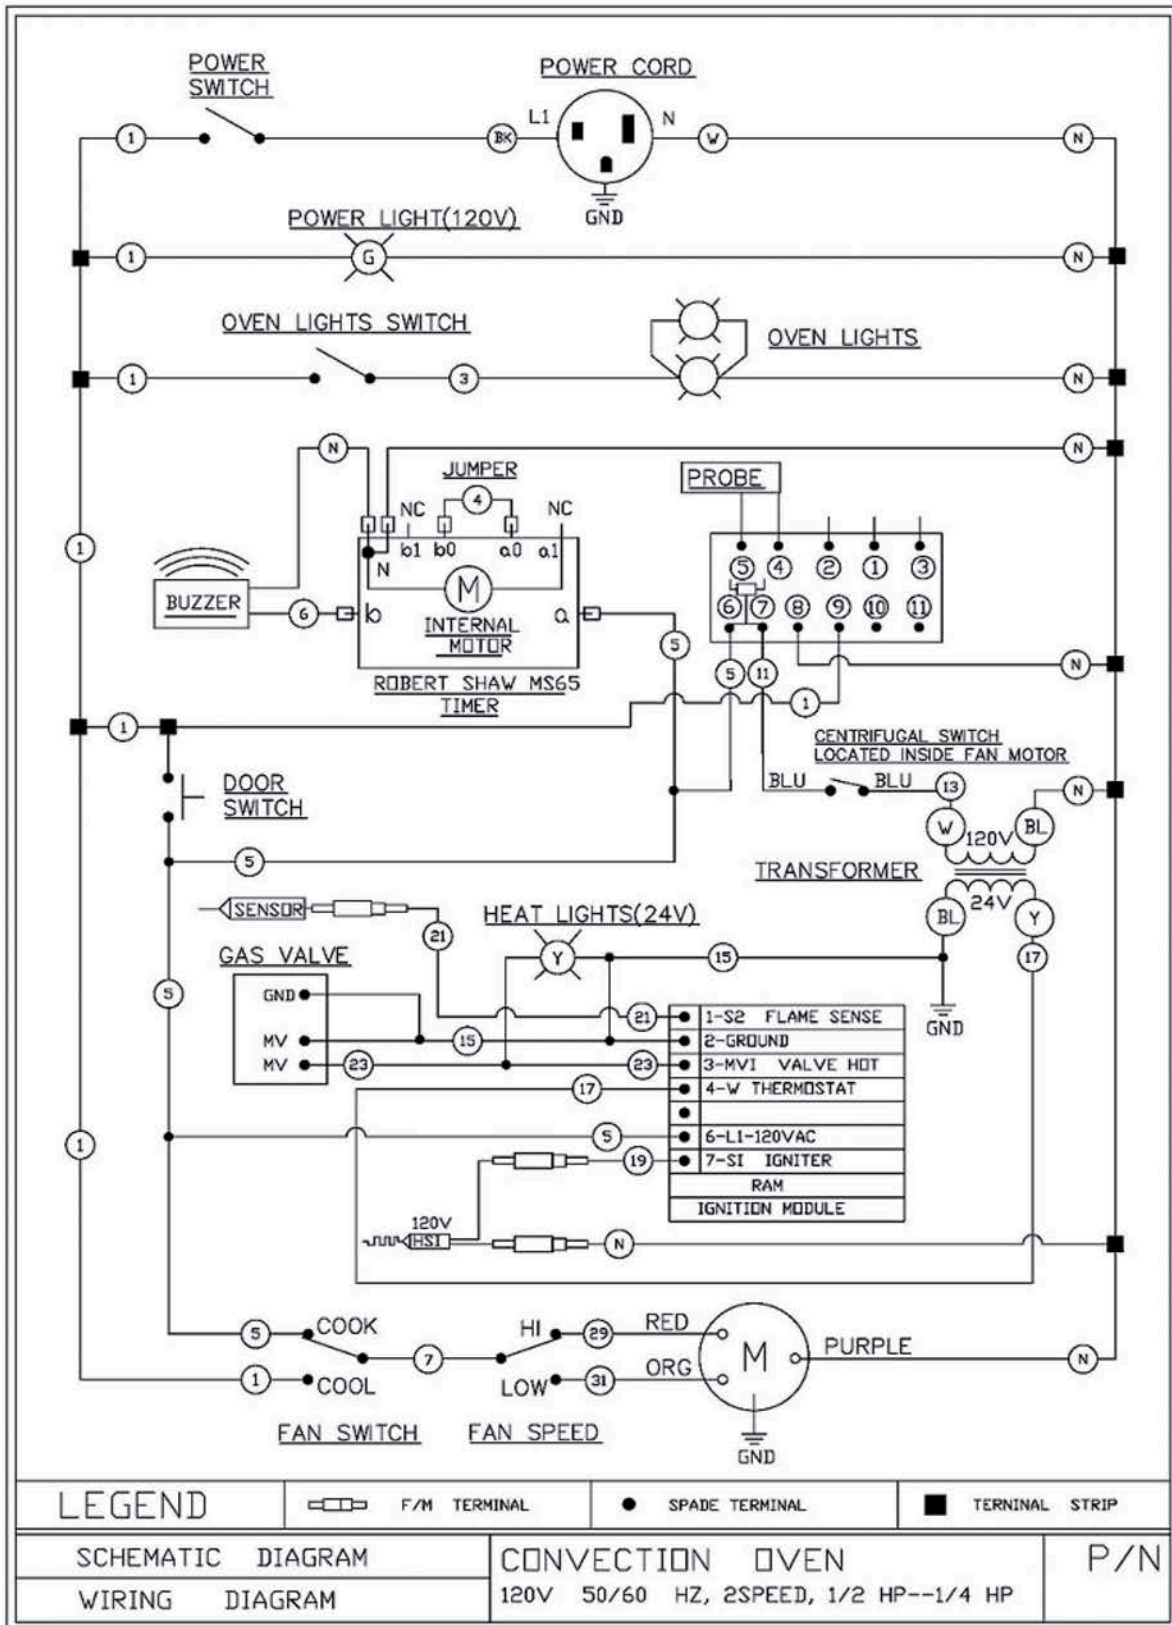 POWER
SWITCH
POWER CORD
L1
N
1
BK
W
N
GND
POWER LIGHT(120V)
1
G
N
OVEN LIGHTS SWITCH
OVEN LIGHTS
1
3
N
N
N
JUMPER
4
PROBE
NC
NC
b1 b0 a0 a1
N
1
5 4 2 1 3
BUZZER
6
b
M
a
INTERNAL
MOTOR
6 7 8 9 10 11
5
5
11
N
ROBERT SHAW MS65
TIMER
1
1
CENTRIFUGAL SWITCH
LOCATED INSIDE FAN MOTOR
DOOR
SWITCH
BLU
BLU
13
N
W
120V
BL
5
TRANSFORMER
24V
SENSOR
21
HEAT LIGHTS(24V)
BL
Y
GAS VALVE
Y
15
17
5
GND
21
1-S2 FLAME SENSE
GND
MV
15
2-GROUND
MV
23
23
3-MVI VALVE HOT
17
4-W THERMOSTAT
1
5
6-L1-120VAC
19
7-SI IGNITER
RAM
IGNITION MODULE
120V
HSI
N
5
COOK
HI
29
RED
7
M
PURPLE
N
1
COOL
LOW
31
ORG
FAN SWITCH
FAN SPEED
GND
LEGEND
F/M TERMINAL
SPADE TERMINAL
TERNINAL STRIP
SCHEMATIC DIAGRAM
WIRING DIAGRAM
CONVECTION OVEN
120V 50/60 HZ, 2SPEED, 1/2 HP--1/4 HP
P/N